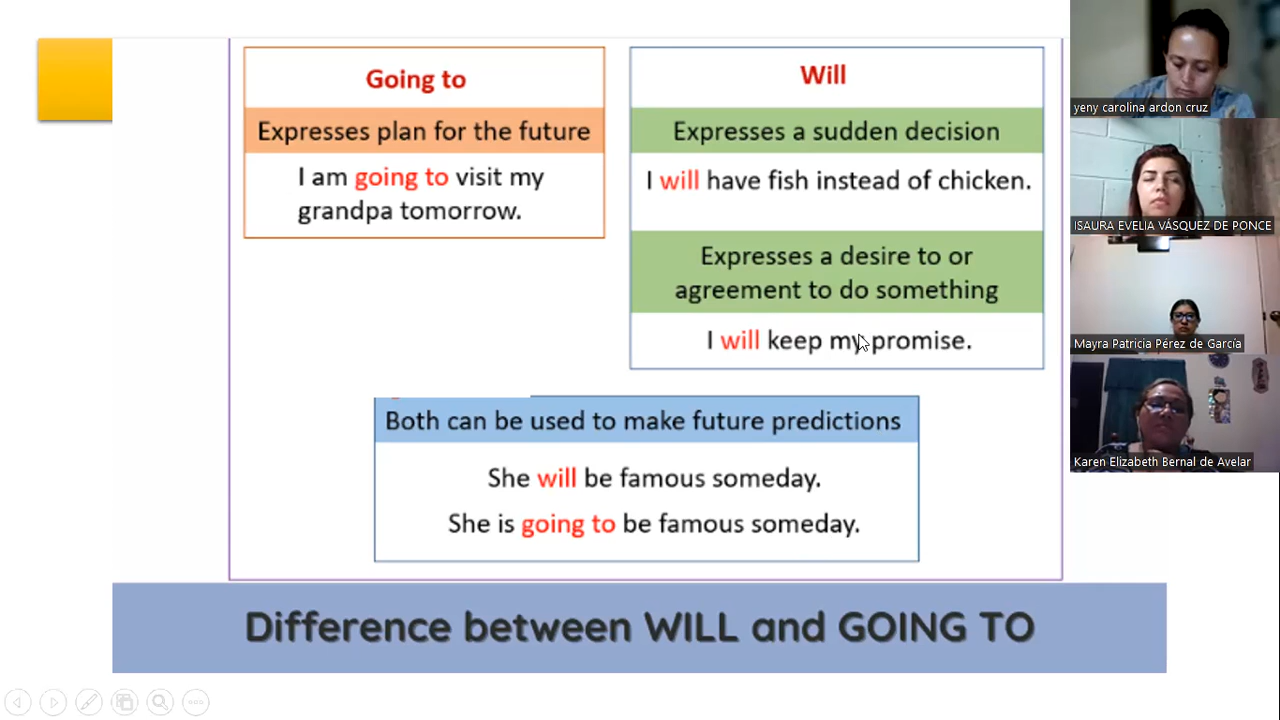 Going to
Expresses plan for the future
I am going to visit my
grandpa tomorrow.
Will
Expresses a sudden decision
I will have fish instead of chicken.
Expresses a desire to or
agreement to do something
I will keep my promise.
Both can be used to make future predictions
She will be famous someday.
She is going to be famous someday.
Difference between WILL and GOING TO
yeny carolina ardon cruz
ISAURA EVELIA VÁSQUEZ DE PONCE
Mayra Patricia Pérez de García
Karen Elizabeth Bernal de Avelar